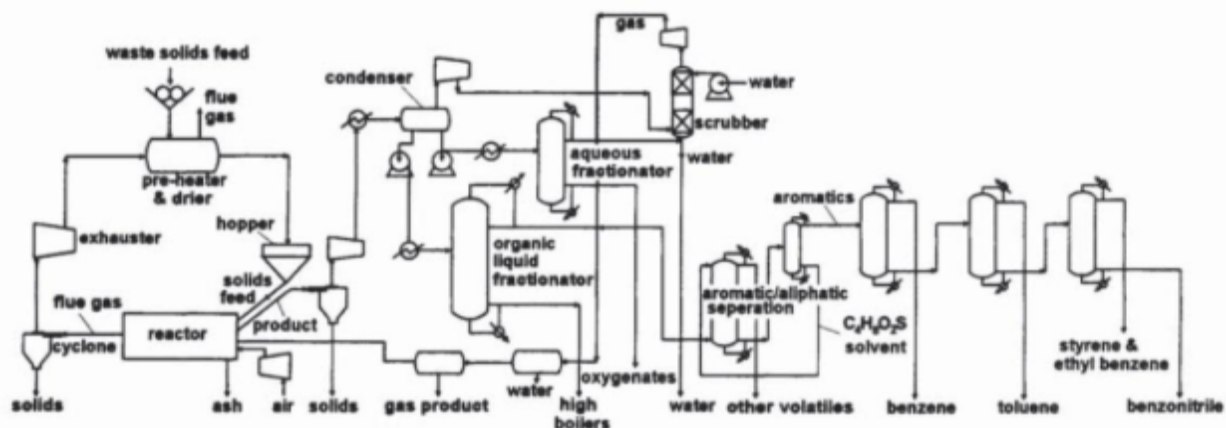 gas
waste solids feed
condenser
water
flue
gas
scrubber
water
aqueous
fractionator
pre-heater
& drier
aromatics
hopper
exhauster
organic
liquid
fractionator
solids
feed
aromatic/aliphatic
seperation
flue gas
product
reactor
C4H8O2S
solvent
cyclone
styrene &
ethyl benzene
water
oxygenates
solids
ash
air
solids
gas product
high
boilers
water
other volatiles
benzene
toluene
benzonitrile